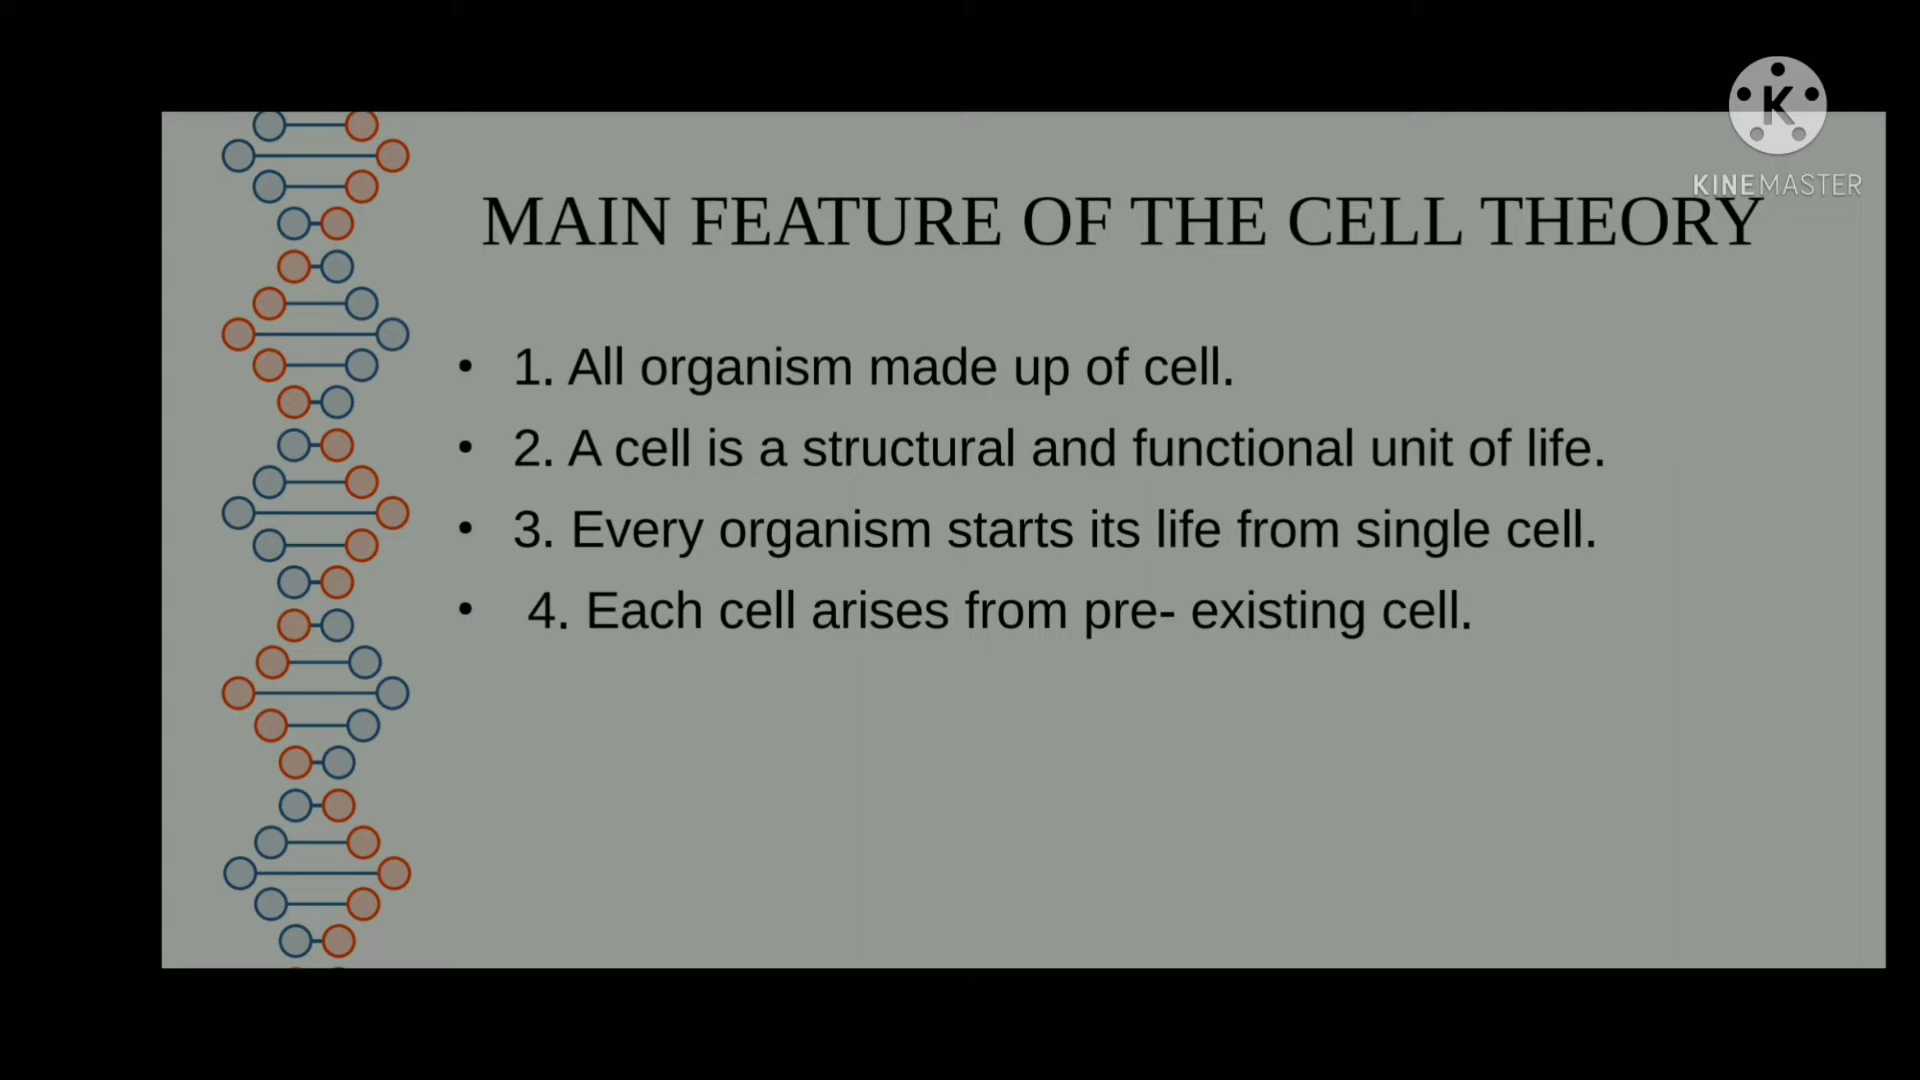 K
KINEMASTER
MAIN FEATURE OF THE CELL THEORY
• 1. All organism made up of cell.
• 2. A cell is a structural and functional unit of life.
• 3. Every organism starts its life from single cell.
• 4. Each cell arises from pre- existing cell.